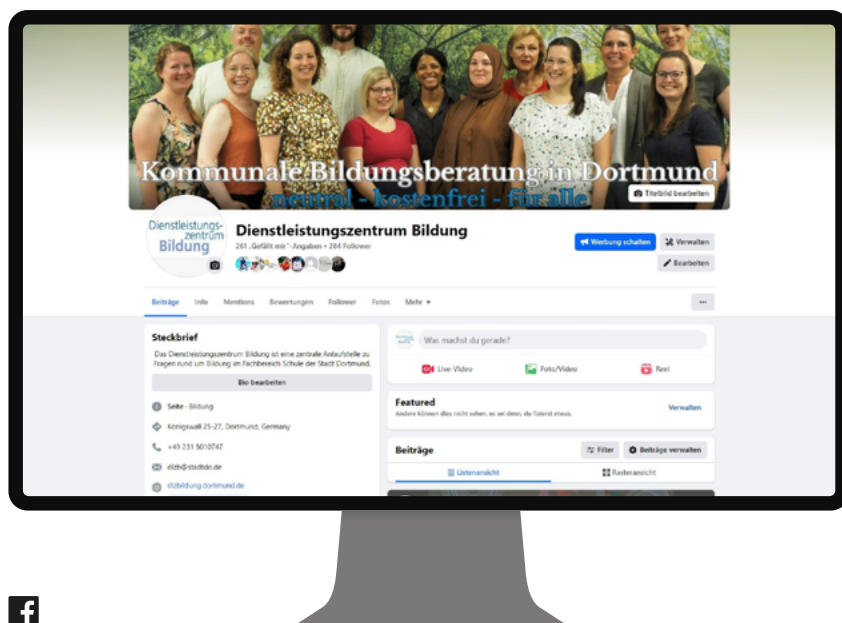 Kommunale Bildungsberatung in Dortmund
neutral - kostenfrei - für alle
Titelbild bearbeiten
Dienstleistungs-
zentrum
Bildung
Dienstleistungszentrum Bildung
261 „Gefällt mir“-Angaben • 284 Follower
Werbung schalten
Verwalten
Bearbeiten
Beiträge Info Mentions Bewertungen Follower Fotos Mehr
Steckbrief
Das Dienstleistungszentrum Bildung ist eine zentrale Anlaufstelle zu
Fragen rund um Bildung im Fachbereich Schule der Stadt Dortmund.
Bio bearbeiten
Seite · Bildung
Königswall 25-27, Dortmund, Germany
+49 231 5010747
dlzb@stadtdo.de
dlzbildung.dortmund.de
Was machst du gerade?
Live-Video Foto/Video Reel
Featured
Andere können dies nicht sehen, es sei denn, du fixierst etwas.
Verwalten
Beiträge
Filter
Beiträge verwalten
Listenansicht Rasteransicht